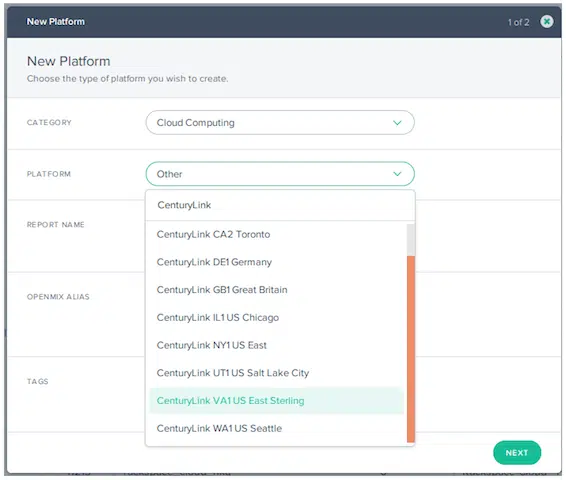 New Platform
1 of 2
New Platform
Choose the type of platform you wish to create.
CATEGORY
Cloud Computing
PLATFORM
Other
CenturyLink
REPORT NAME
CenturyLink CA2 Toronto
CenturyLink DE1 Germany
CenturyLink GB1 Great Britain
OPENMIX ALIAS
CenturyLink IL1 US Chicago
CenturyLink NY1 US East
CenturyLink UT1 US Salt Lake City
TAGS
CenturyLink VA1 US East Sterling
CenturyLink WA1 US Seattle
NEXT